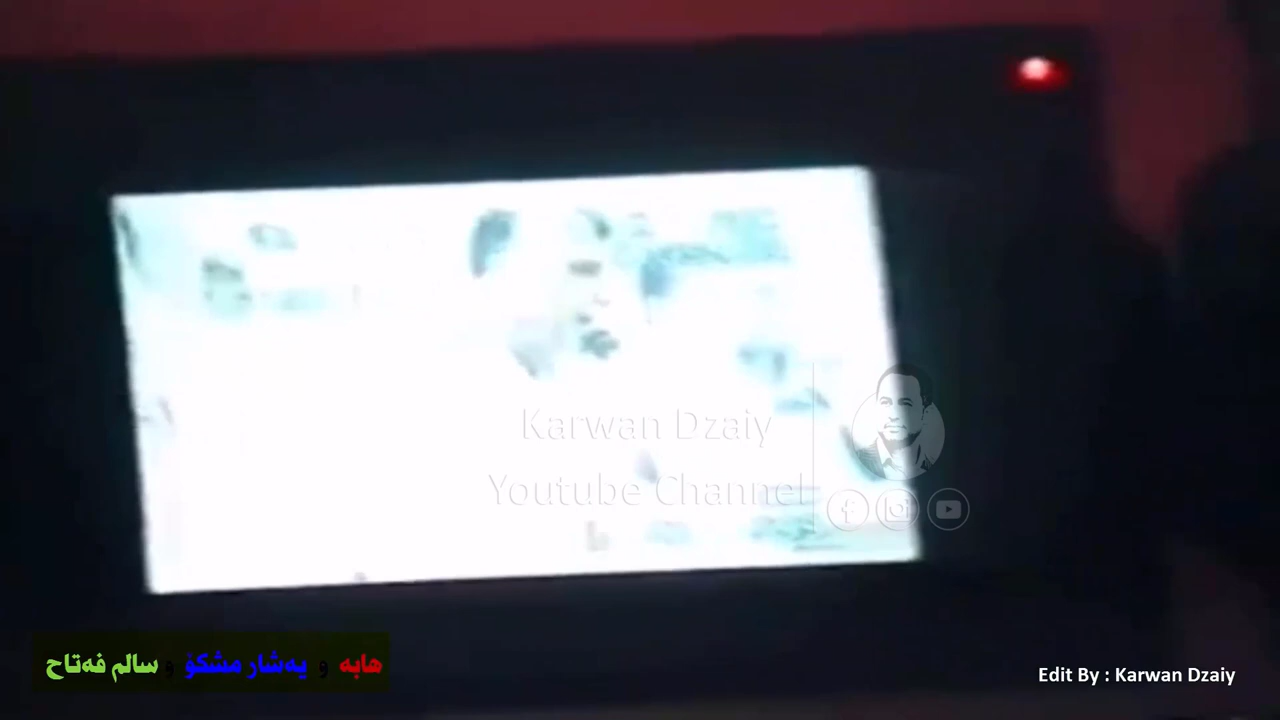 Karwan Dzaiy
Youtube Channel
هابە و یەشار مشکۆ و سالم فەتاح
Edit By : Karwan Dzaiy